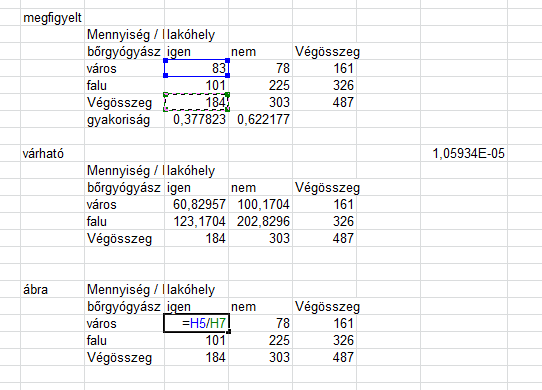 megfigyelt
Mennyiség / lakóhely
bőrgyógyász igen nem Végösszeg
város 83 78 161
falu 101 225 326
Végösszeg 184 303 487
gyakoriság 0,377823 0,622177
várható 1,05934E-05
Mennyiség / lakóhely
bőrgyógyász igen nem Végösszeg
város 60,82957 100,1704 161
falu 123,1704 202,8296 326
Végösszeg 184 303 487
ábra Mennyiség / lakóhely
bőrgyógyász igen nem Végösszeg
város =H5/H7 78 161
falu 101 225 326
Végösszeg 184 303 487